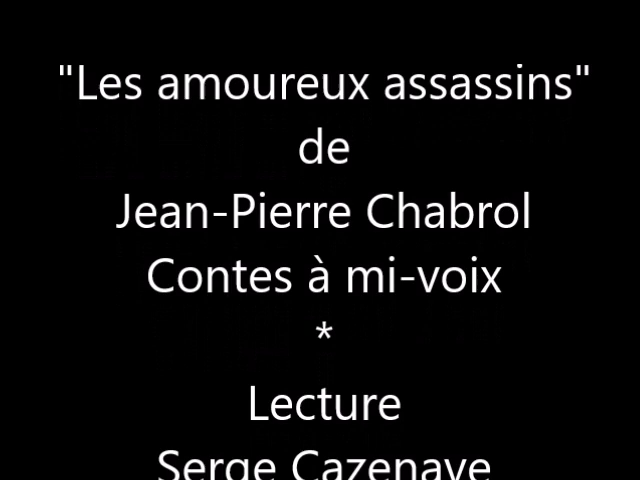 "Les amoureux assassins"
de
Jean-Pierre Chabrol
Contes à mi-voix
*
Lecture
Serge Cazenave